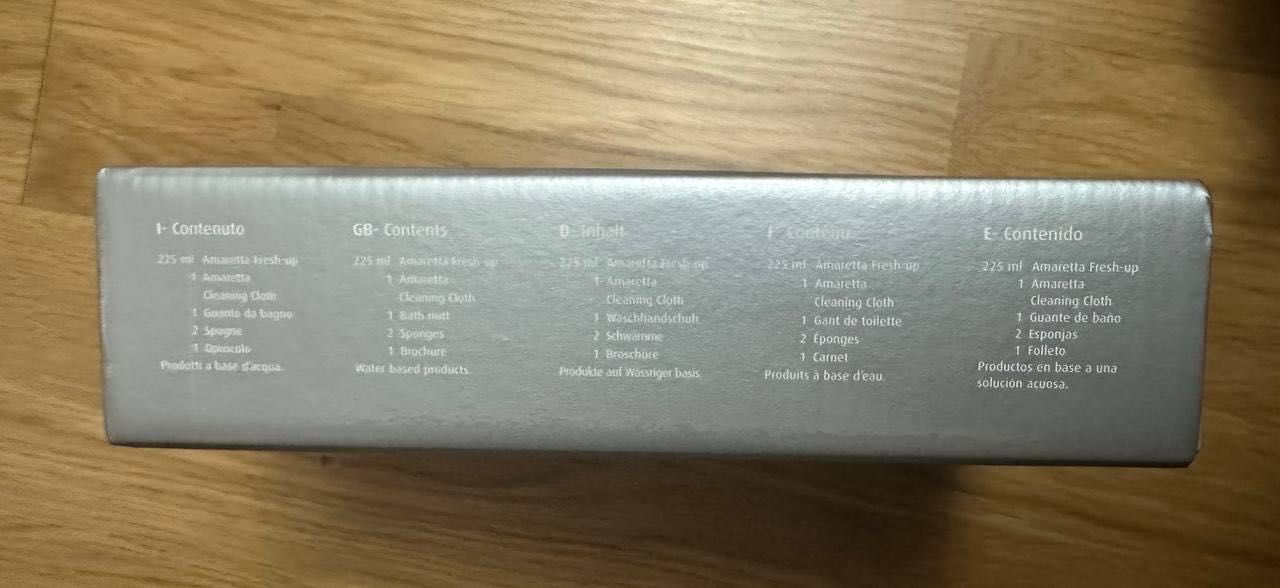 I- Contenuto
225 ml Amaretta Fresh-up
1 Amaretta
Cleaning Cloth
1 Guanto da bagno
2 Spugne
1 Opuscolo
Prodotti a base d'acqua.
GB- Contents
225 ml Amaretta Fresh-up
1 Amaretta
Cleaning Cloth
1 Bath mitt
2 Sponges
1 Brochure
Water based products.
D- Inhalt
225 ml Amaretta Fresh-up
1 Amaretta
Cleaning Cloth
1 Waschhandschuh
2 Schwämme
1 Broschüre
Produkte auf Wässriger basis.
F- Contenu
225 ml Amaretta Fresh-up
1 Amaretta
Cleaning Cloth
1 Gant de toilette
2 Éponges
1 Carnet
Produits à base d'eau.
E- Contenido
225 ml Amaretta Fresh-up
1 Amaretta
Cleaning Cloth
1 Guante de baño
2 Esponjas
1 Folleto
Productos en base a una
solución acuosa.